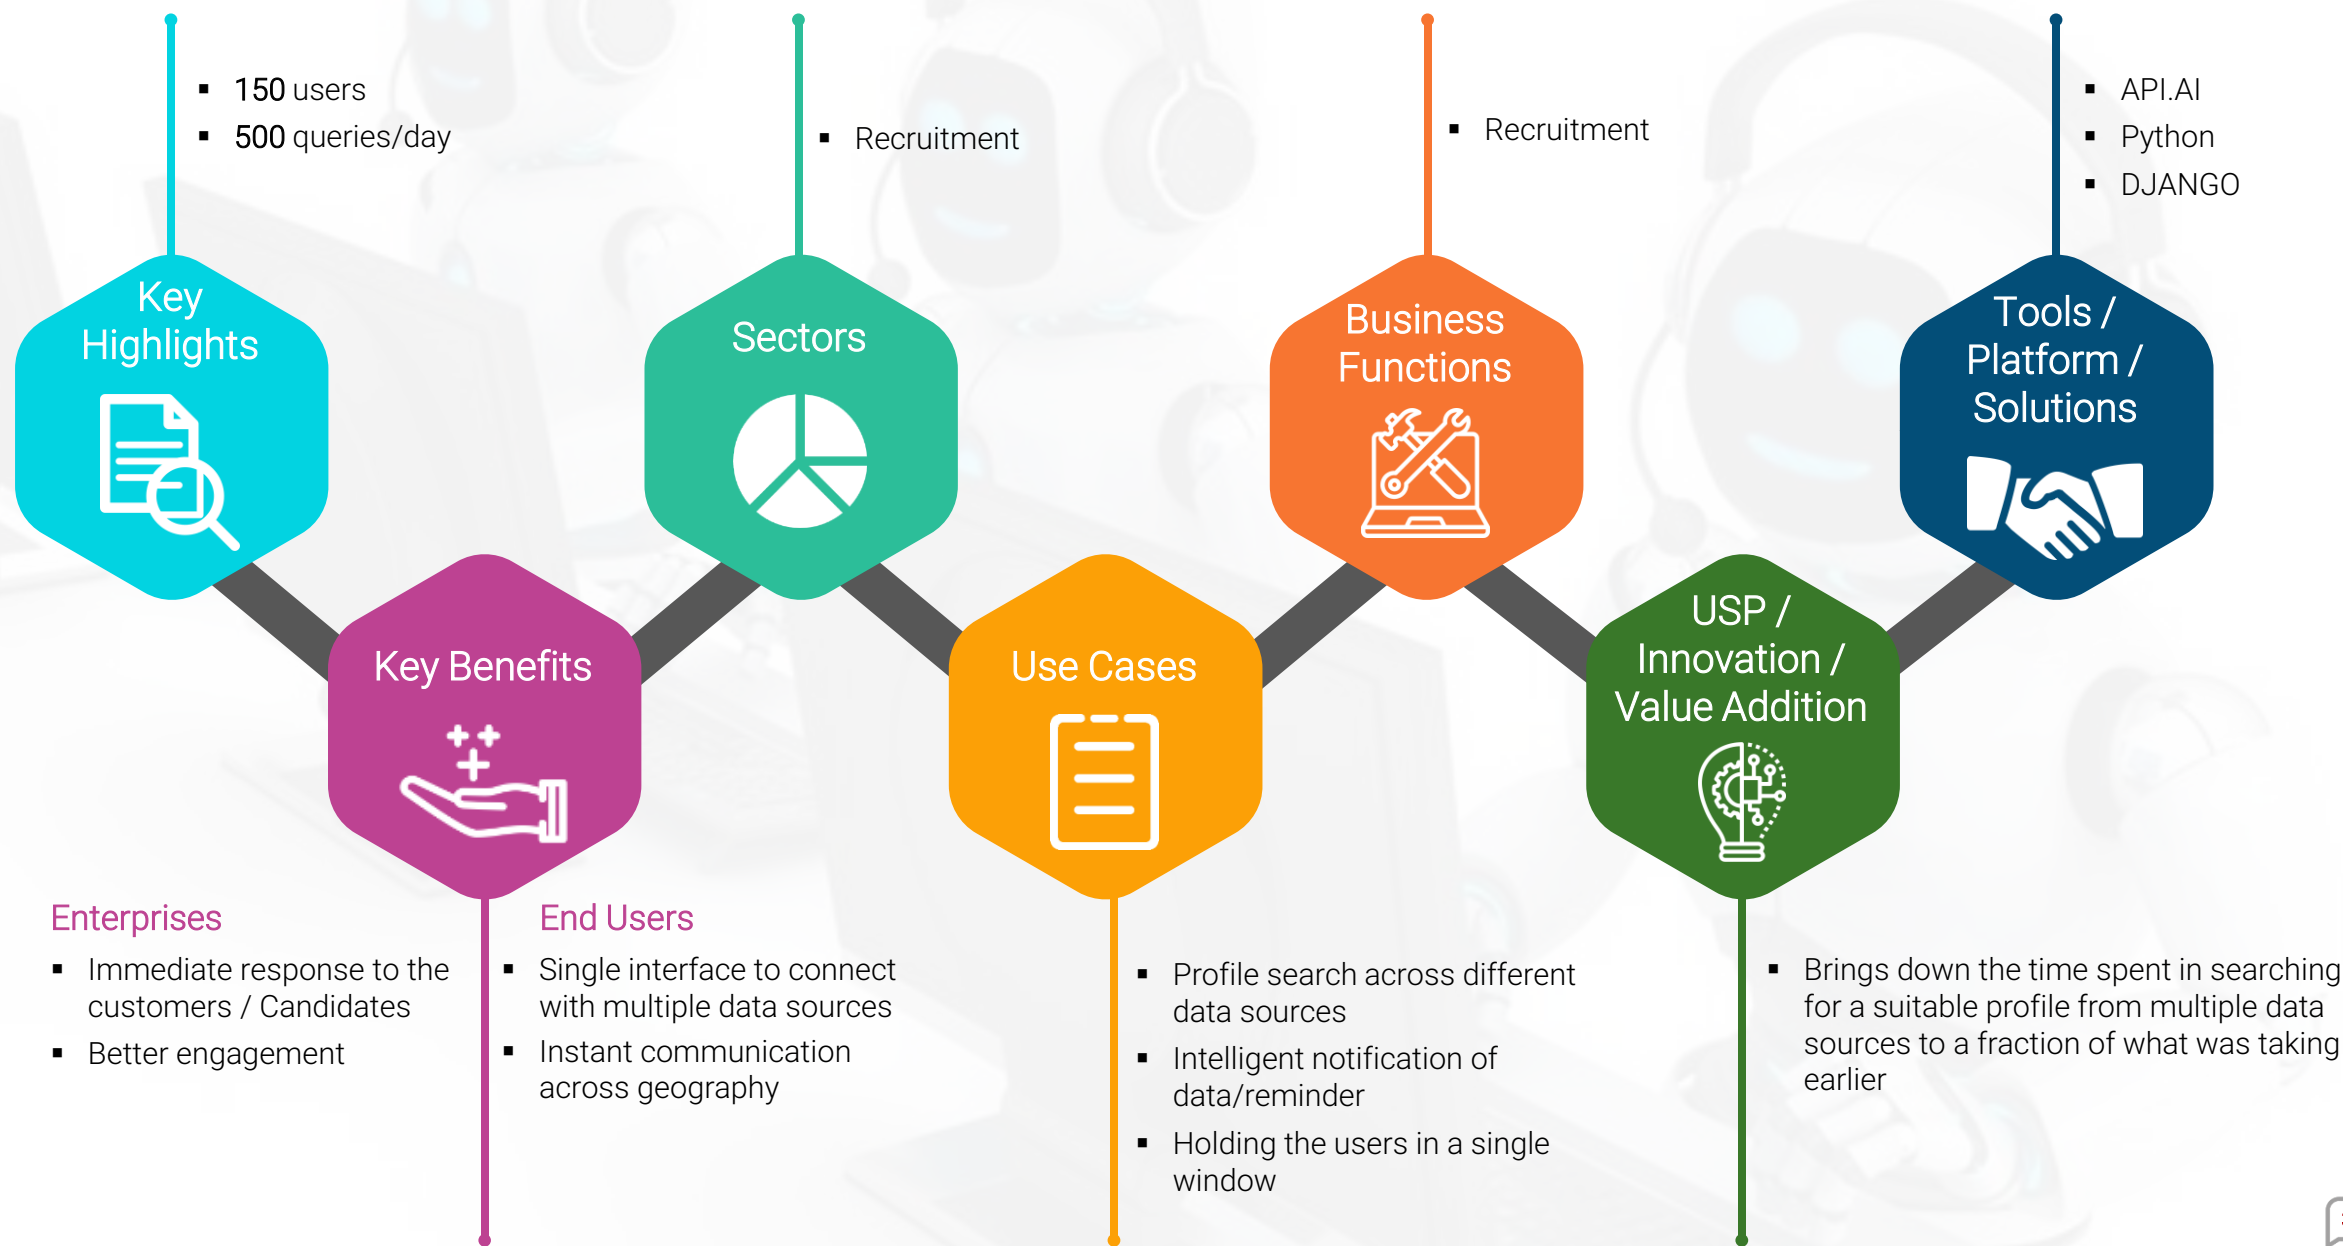 150 users
500 queries/day
Recruitment
Recruitment
API.AI
Python
DJANGO
Key
Highlights
Sectors
Business
Functions
Tools /
Platform /
Solutions
Key Benefits
Use Cases
USP /
Innovation /
Value Addition
Enterprises
Immediate response to the
customers / Candidates
Better engagement
End Users
Single interface to connect
with multiple data sources
Instant communication
across geography
Profile search across different
data sources
Intelligent notification of
data/reminder
Holding the users in a single
window
Brings down the time spent in searching
for a suitable profile from multiple data
sources to a fraction of what was taking
earlier